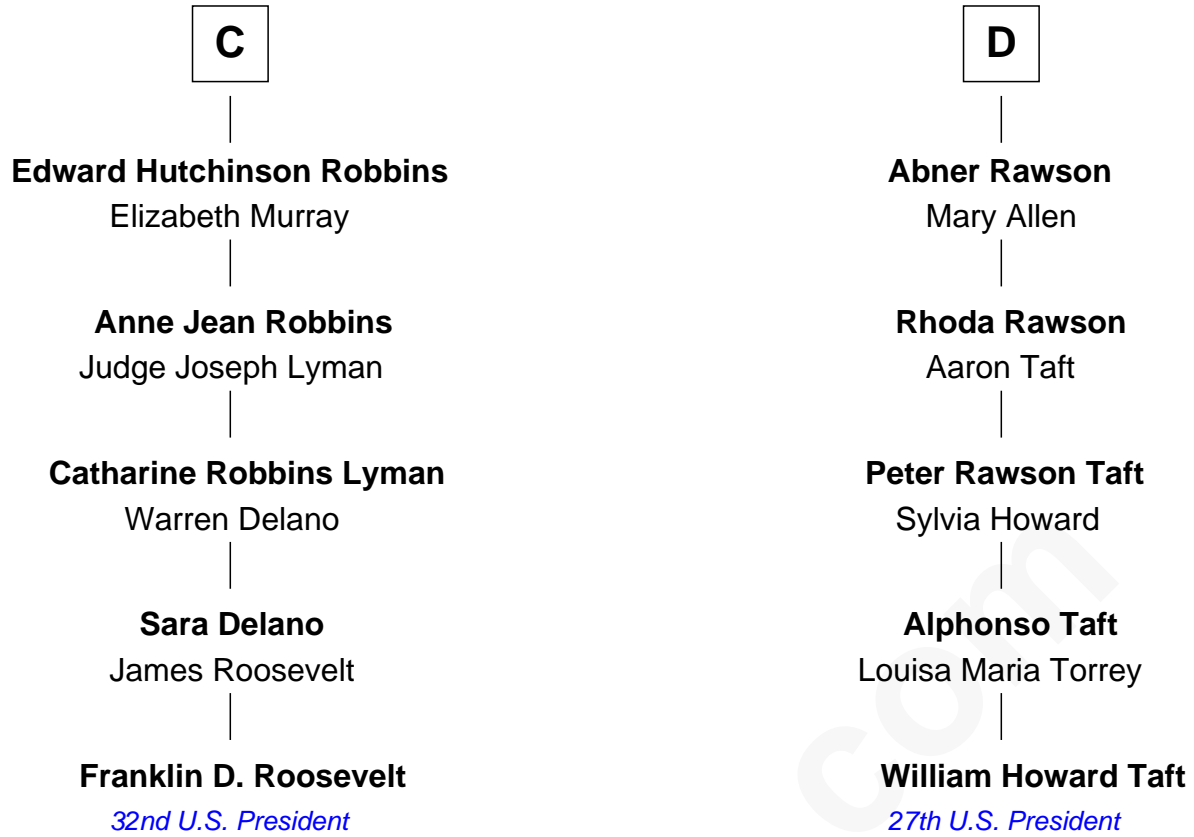 C
Edward Hutchinson Robbins
Elizabeth Murray
Anne Jean Robbins
Judge Joseph Lyman
Catharine Robbins Lyman
Warren Delano
Sara Delano
James Roosevelt
Franklin D. Roosevelt
32nd U.S. President
D
Abner Rawson
Mary Allen
Rhoda Rawson
Aaron Taft
Peter Rawson Taft
Sylvia Howard
Alphonso Taft
Louisa Maria Torrey
William Howard Taft
27th U.S. President
com